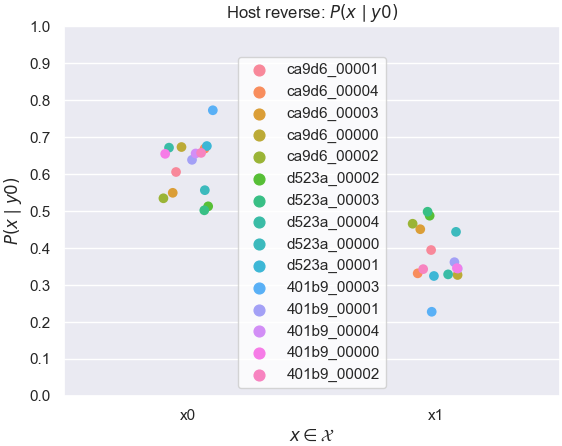 Host reverse: P(x | y0)
1.0
0.9
0.8
0.7
0.6
0.5
0.4
0.3
0.2
0.1
0.0
P(x | y0)
ca9d6_00001
ca9d6_00004
ca9d6_00003
ca9d6_00000
ca9d6_00002
d523a_00002
d523a_00003
d523a_00004
d523a_00000
d523a_00001
401b9_00003
401b9_00001
401b9_00004
401b9_00000
401b9_00002
x0 x1
x ∈ 𝒳